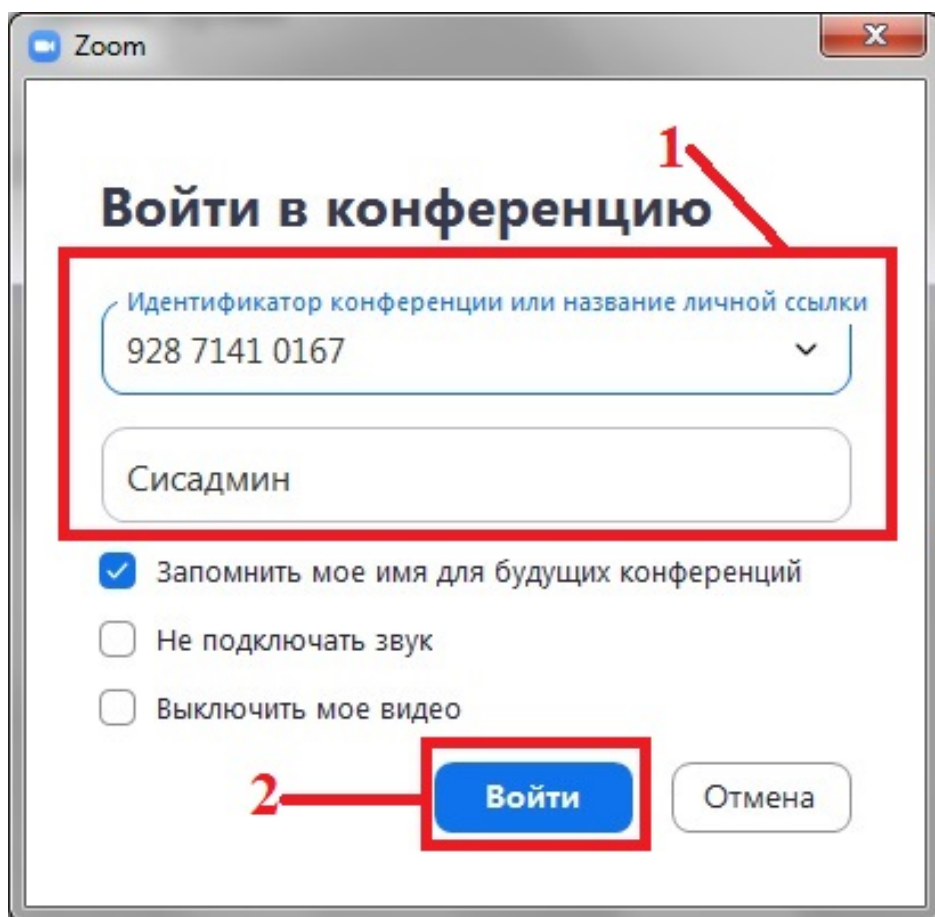 Zoom
1
Войти в конференцию
Идентификатор конференции или название личной ссылки
928 7141 0167
Сисадмин
Запомнить мое имя для будущих конференций
Не подключать звук
Выключить мое видео
2
Войти
Отмена